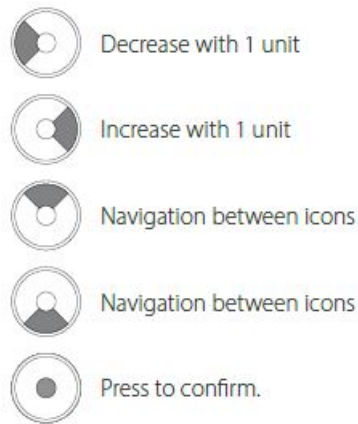 Decrease with 1 unit
Increase with 1 unit
Navigation between icons
Navigation between icons
Press to confirm.